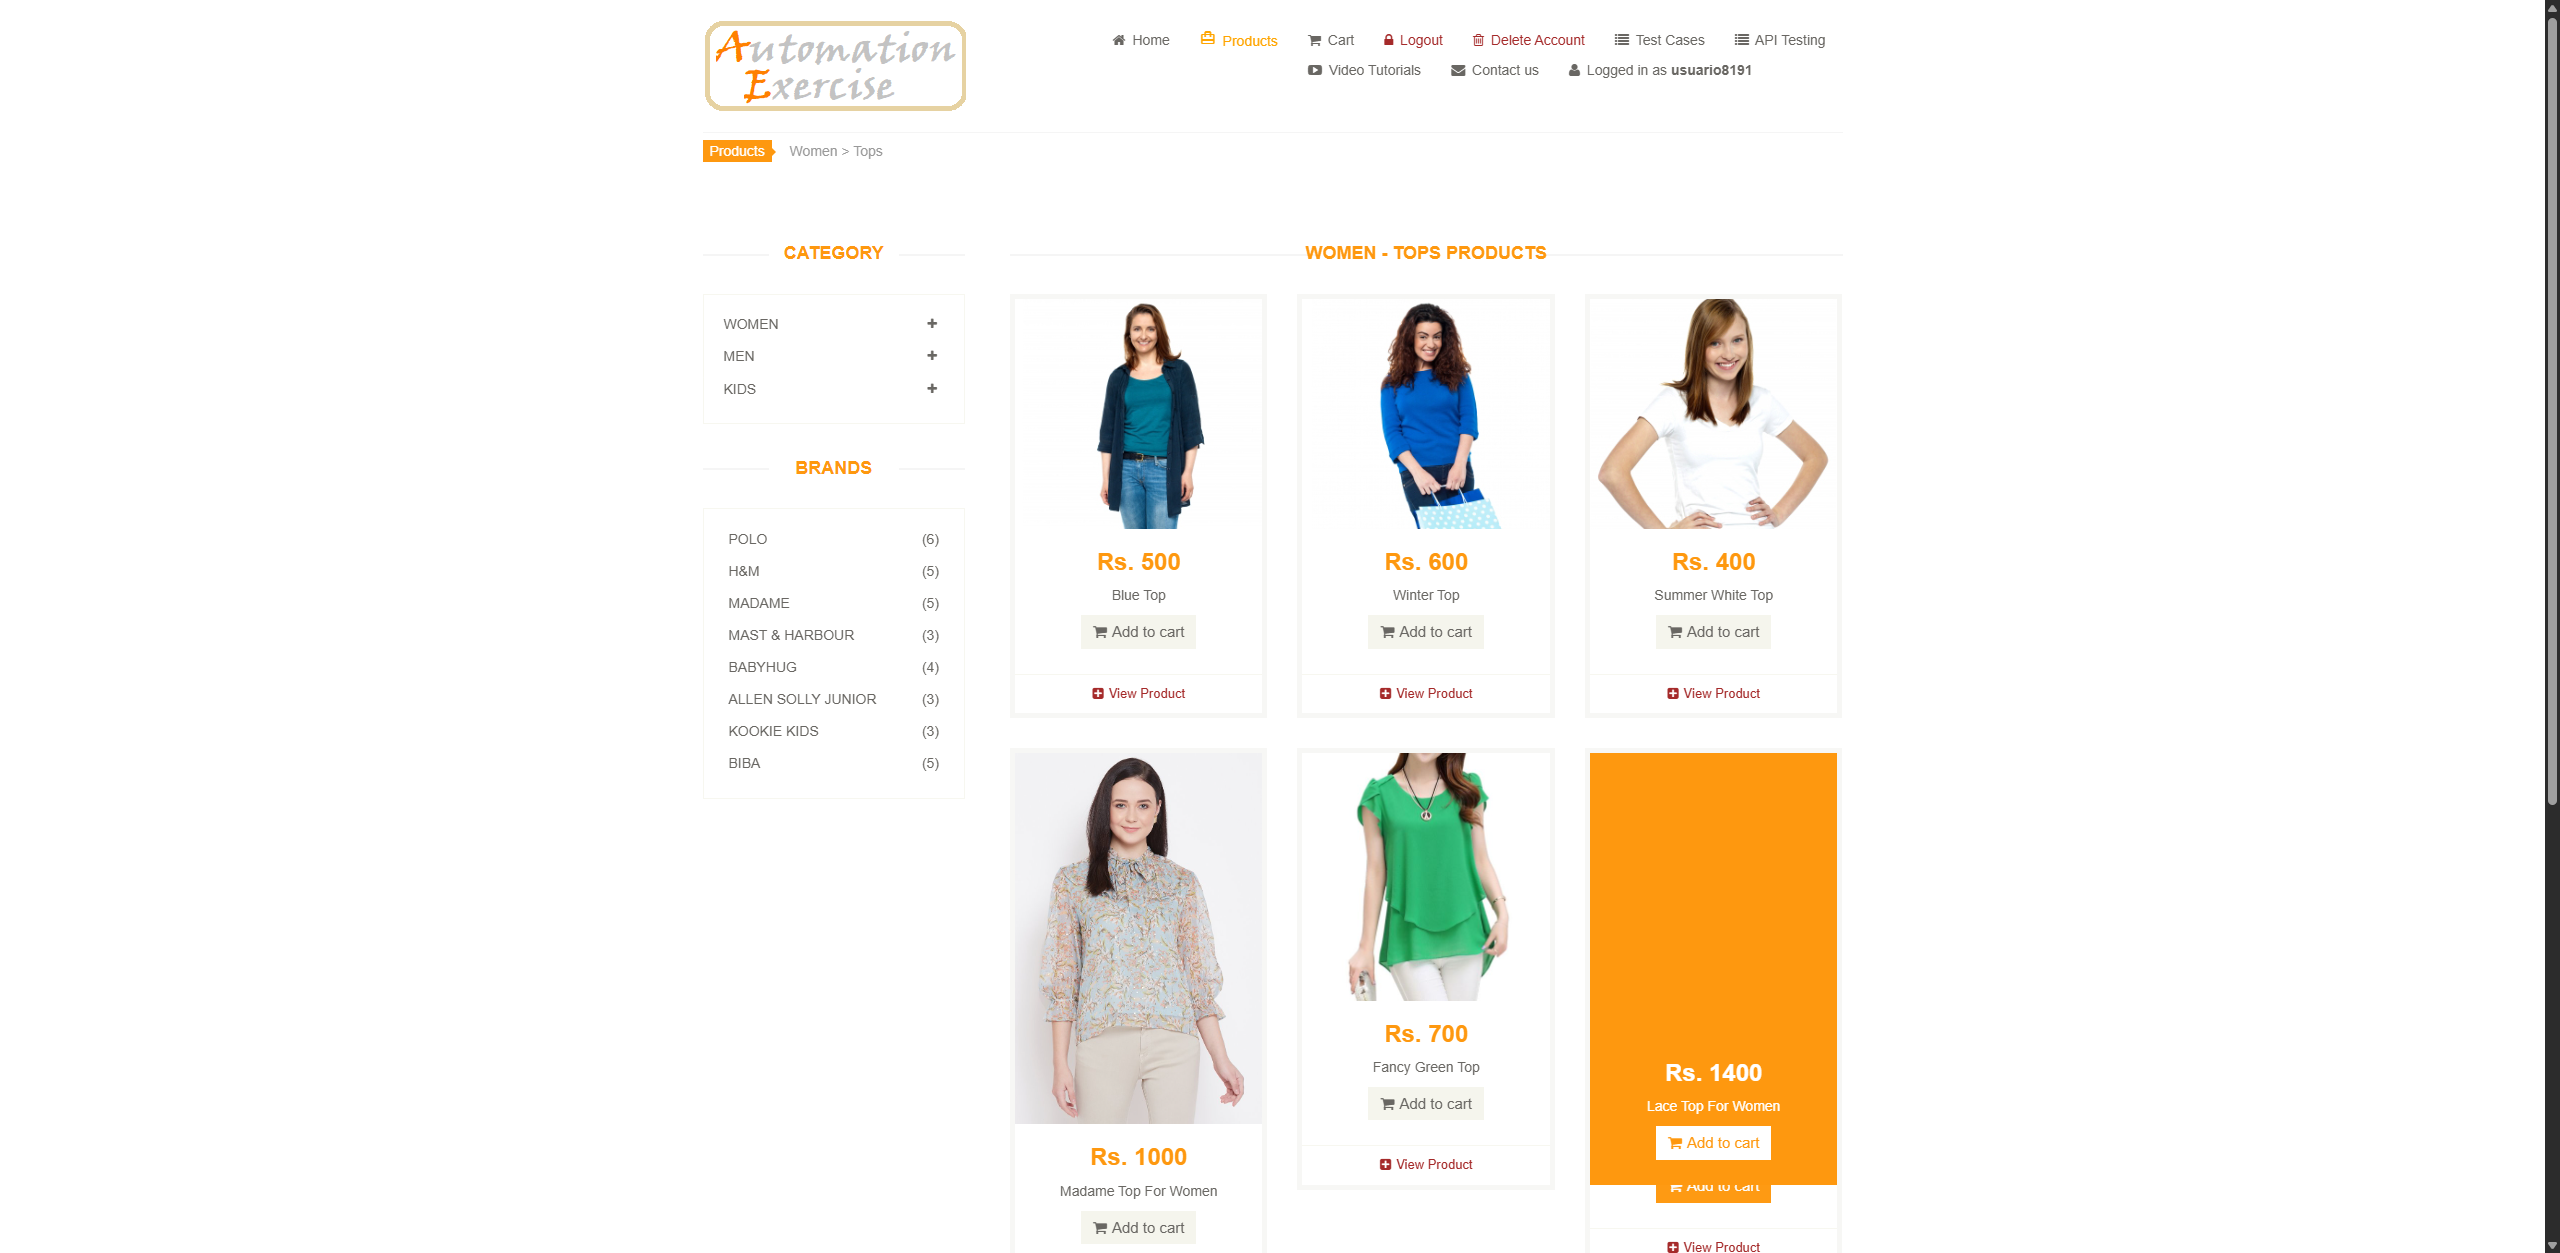 Automation
Exercise
Home
Products
Cart
Logout
Delete Account
Test Cases
API Testing
Video Tutorials
Contact us
Logged in as usuario8191
Products
Women > Tops
CATEGORY
WOMEN
MEN
KIDS
BRANDS
POLO (6)
H&M (5)
MADAME (5)
MAST & HARBOUR (3)
BABYHUG (4)
ALLEN SOLLY JUNIOR (3)
KOOKIE KIDS (3)
BIBA (5)
WOMEN - TOPS PRODUCTS
Rs. 500
Blue Top
Add to cart
View Product
Rs. 600
Winter Top
Add to cart
View Product
Rs. 400
Summer White Top
Add to cart
View Product
Rs. 1000
Madame Top For Women
Add to cart
Rs. 700
Fancy Green Top
Add to cart
View Product
Rs. 1400
Lace Top For Women
Add to cart
Add to cart
View Product